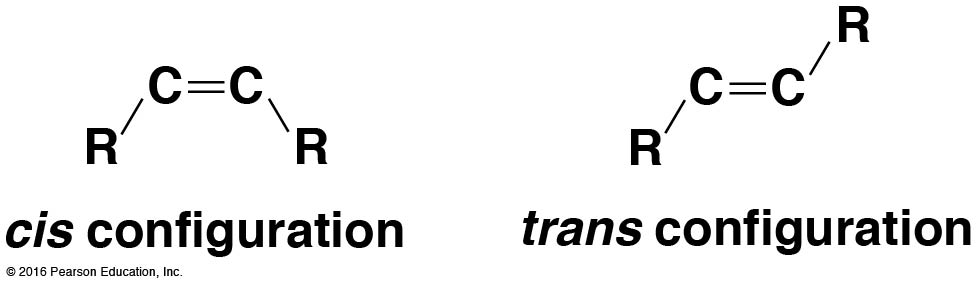 R
C=C
C=C
R R
R
cis configuration
trans configuration
© 2016 Pearson Education, Inc.